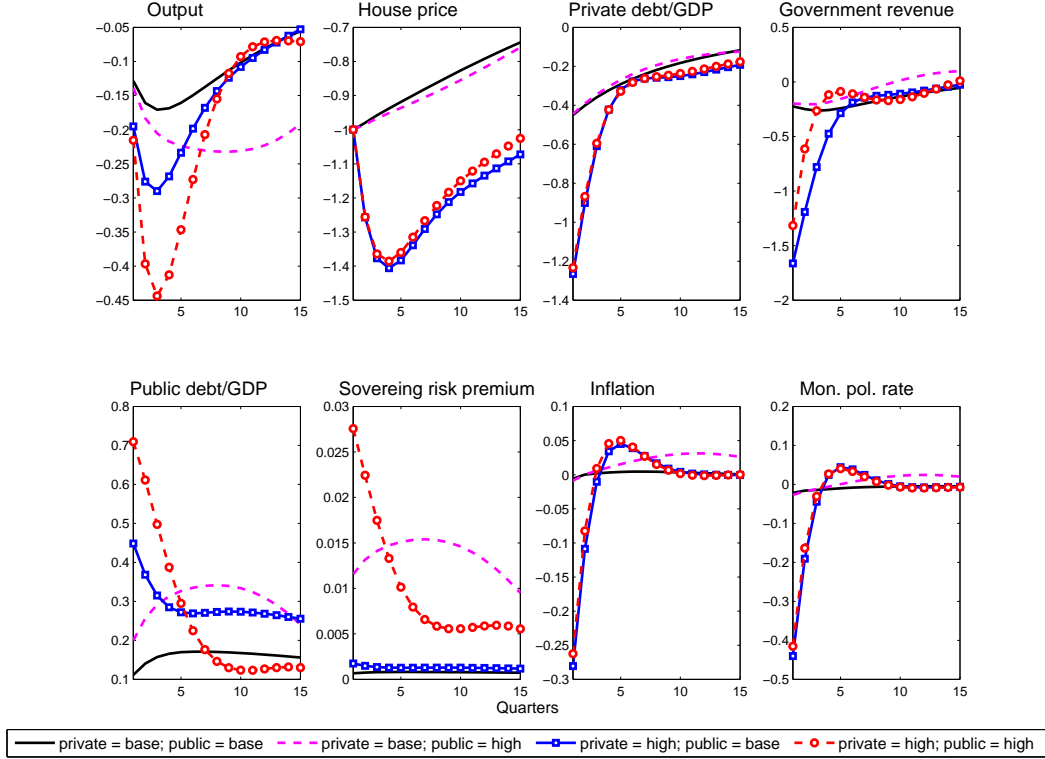 Output House price Private debt/GDP Government revenue
−0.05 −0.7 0 0.5
−0.1 −0.8 −0.2 0
−0.15 −0.9 −0.4
−0.2 −1 −0.6 −0.5
−0.25 −1.1 −0.8
−0.3 −1.2 −1 −1
−0.35 −1.3 −1.2 −1.5
−0.4 −1.4
−0.45 −1.5 −1.4 −2
5 10 15 5 10 15 5 10 15 5 10 15
Public debt/GDP Sovereing risk premium Inflation Mon. pol. rate
0.8 0.03 0.1 0.2
0.7 0.025 0.05 0.1
0.6 0.02 0 0
0.5 0.015 −0.05 −0.1
0.4 −0.1 −0.2
0.3 0.01 −0.15 −0.3
0.2 0.005 −0.2 −0.4
−0.25
0.1 0 −0.3 −0.5
5 10 15 5 10 15 5 10 15 5 10 15
Quarters
private = base; public = base private = base; public = high private = high; public = base private = high; public = high